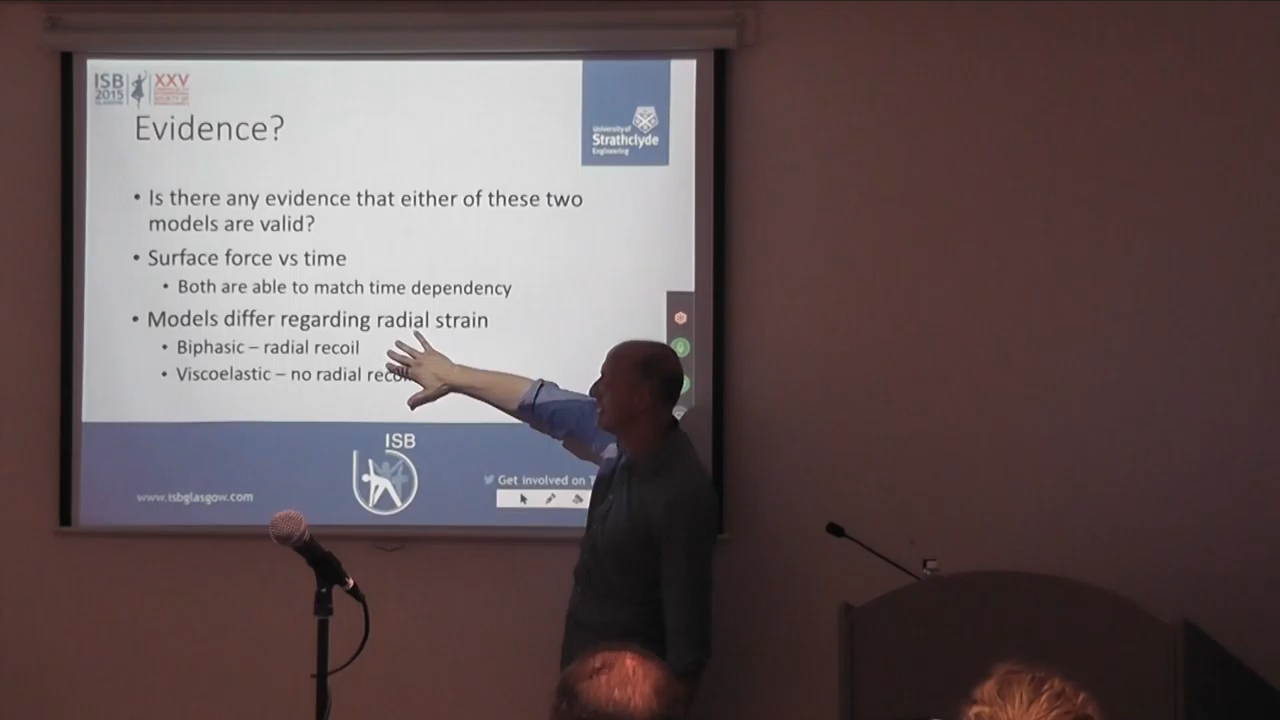 ISB
2015
XXV
Evidence?
University of
Strathclyde
Engineering
• Is there any evidence that either of these two
models are valid?
• Surface force vs time
• Both are able to match time dependency
• Models differ regarding radial strain
• Biphasic – radial recoil
• Viscoelastic – no radial recoil
ISB
www.isbglasgow.com
Get involved on